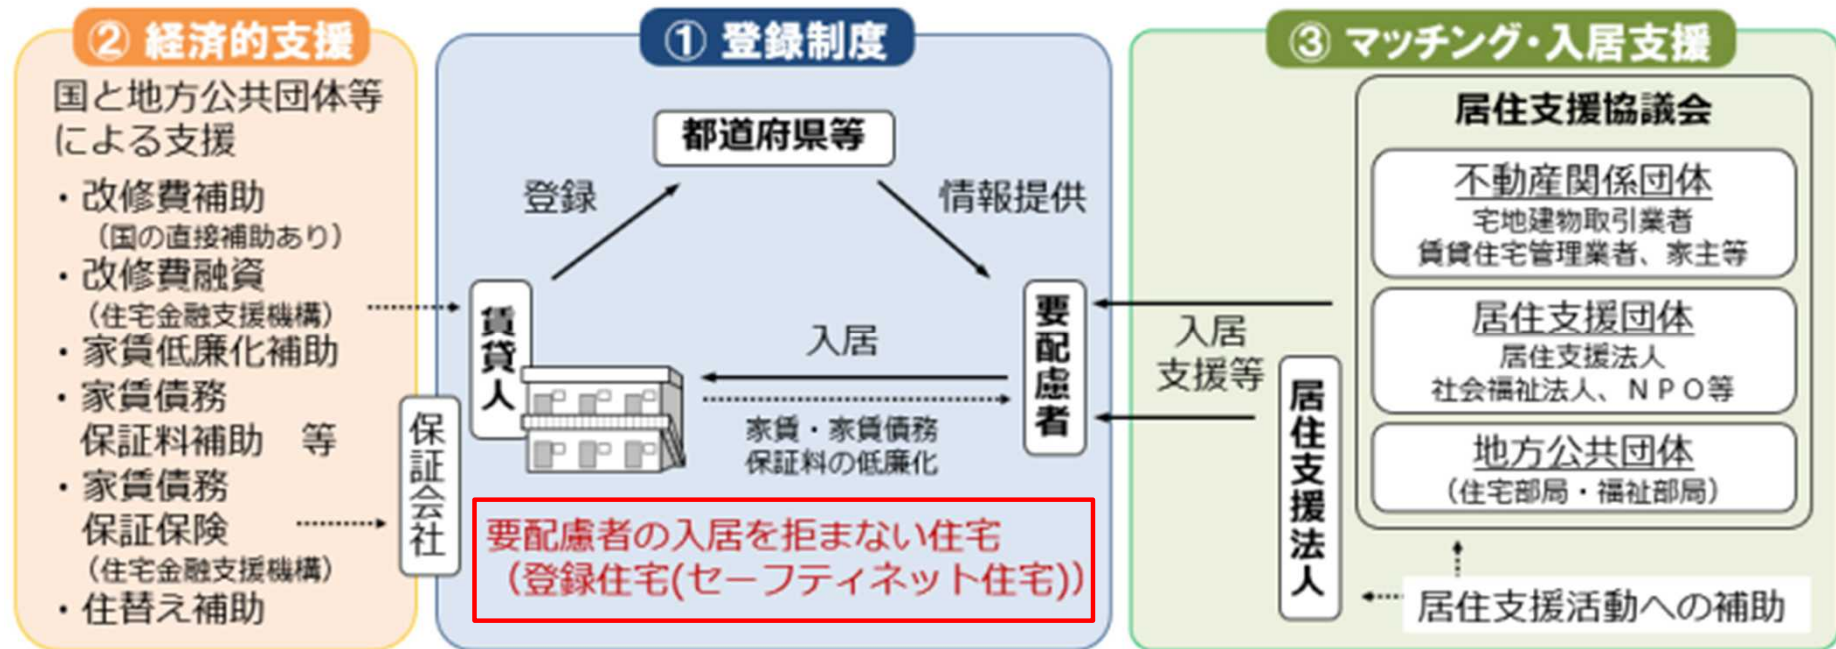 ② 経済的支援
国と地方公共団体等
による支援
・改修費補助
（国の直接補助あり）
・改修費融資
（住宅金融支援機構）
・家賃低廉化補助
・家賃債務
保証料補助　等
・家賃債務
保証保険
（住宅金融支援機構）
・住替え補助
保証会社
① 登録制度
都道府県等
登録
情報提供
賃貸人
入居
要配慮者
家賃・家賃債務
保証料の低廉化
要配慮者の入居を拒まない住宅
（登録住宅(セーフティネット住宅)）
③ マッチング・入居支援
居住支援協議会
不動産関係団体
宅地建物取引業者
賃貸住宅管理業者、家主等
居住支援団体
居住支援法人
社会福祉法人、ＮＰＯ等
地方公共団体
（住宅部局・福祉部局）
入居
支援等
居住支援法人
居住支援活動への補助